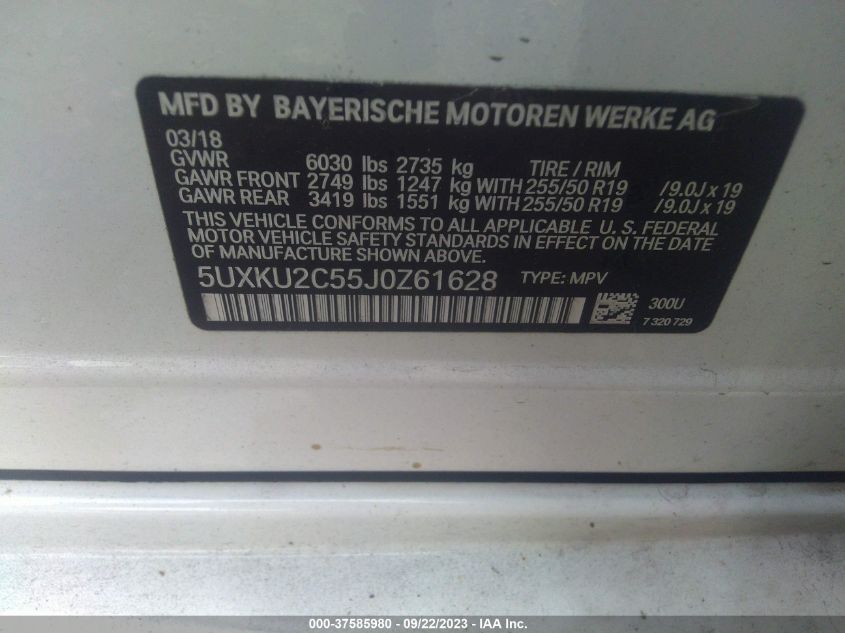 MFD BY BAYERISCHE MOTOREN WERKE AG
03/18
GVWR 6030 lbs 2735 kg TIRE / RIM
GAWR FRONT 2749 lbs 1247 kg WITH 255/50 R19 /9.0J x 19
GAWR REAR 3419 lbs 1551 kg WITH 255/50 R19 /9.0J x 19
THIS VEHICLE CONFORMS TO ALL APPLICABLE U. S. FEDERAL
MOTOR VEHICLE SAFETY STANDARDS IN EFFECT ON THE DATE
OF MANUFACTURE SHOWN ABOVE.
5UXKU2C55J0Z61628 TYPE: MPV
300U
7 320 729
000-37585980 / 09/22/2023 - IAA Inc.